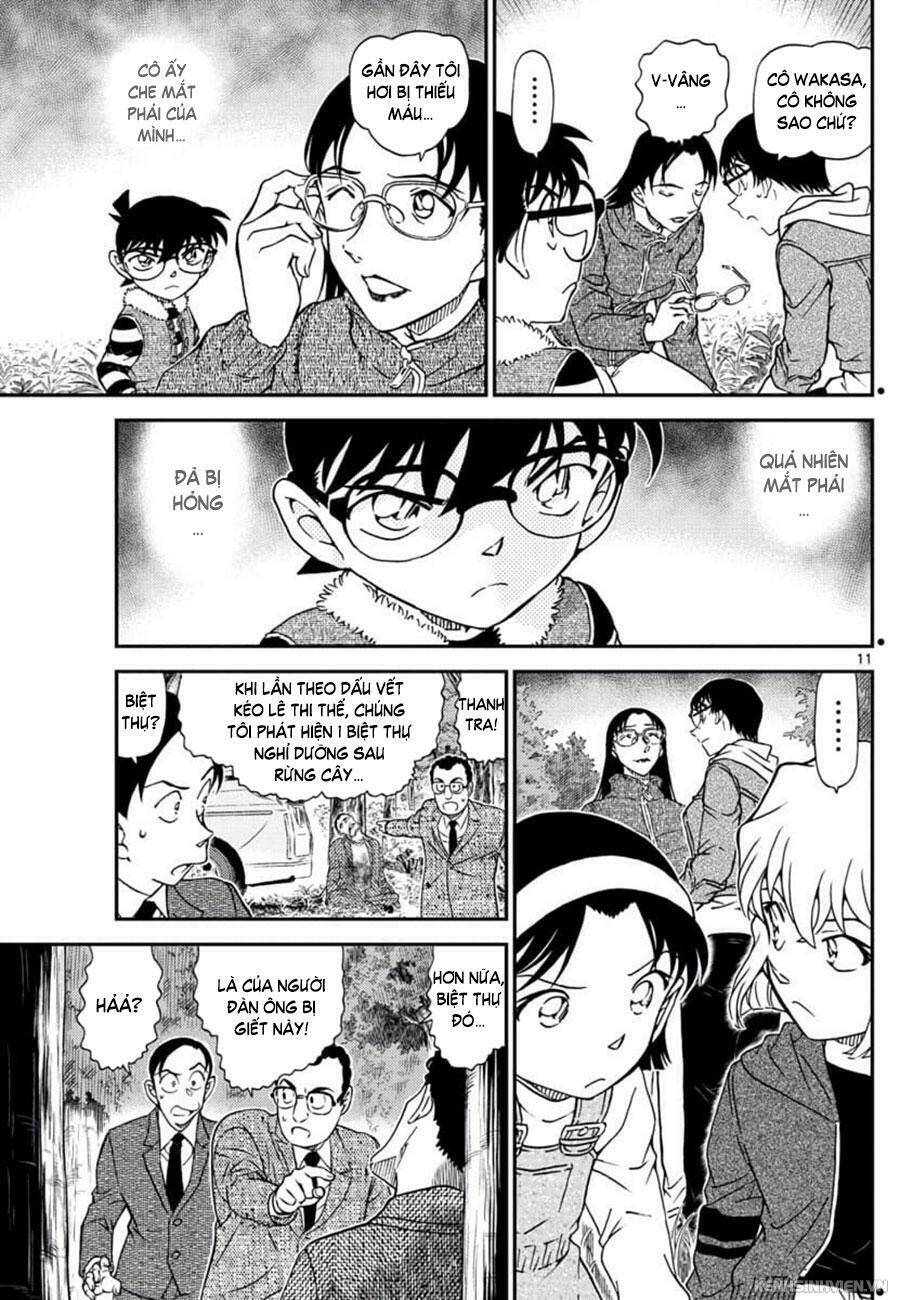 CÔ WAKASA,
CÔ KHÔNG
SAO CHỨ?
V-VÂNG
...
......
GẦN ĐÂY TÔI
HƠI BỊ THIẾU
MÁU...
CÔ ẤY
CHE MẮT
PHẢI CỦA
MÌNH...
QUẢ NHIÊN
MẮT PHẢI
...
ĐÃ BỊ
HỎNG
...
11
......
THANH
TRA!
KHI LẦN THEO DẤU VẾT
KÉO LÊ THI THỂ, CHÚNG
TÔI PHÁT HIỆN 1 BIỆT THỰ
NGHỈ DƯỠNG SAU
RỪNG CÂY...
BIỆT
THỰ?
HƠN NỮA,
BIỆT THỰ
ĐÓ...
LÀ CỦA NGƯỜI
ĐÀN ÔNG BỊ
GIẾT NÀY!
HẢẢ?
KENHSINHVIEN.VN